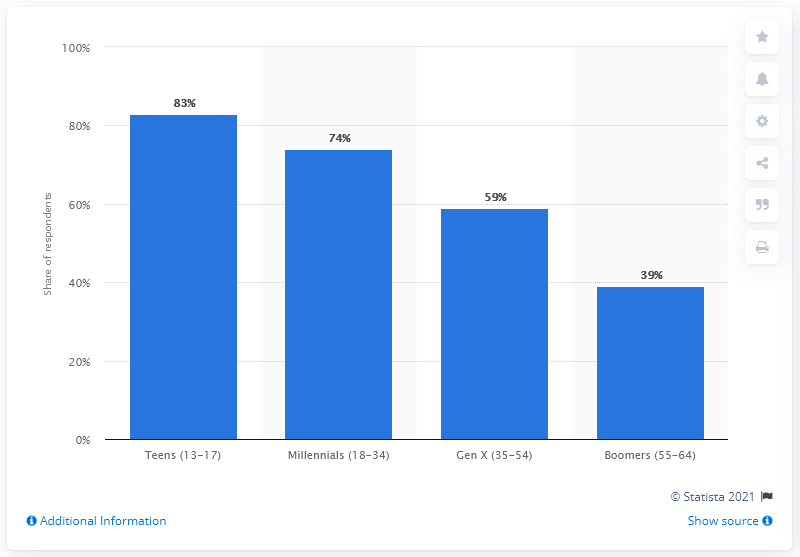 100%
80%
60%
40%
20%
0%
Share of respondents
83%
74%
59%
39%
Teens (13-17)
Millennials (18-34)
Gen X (35-54)
Boomers (55-64)
© Statista 2021
Additional Information
Show source